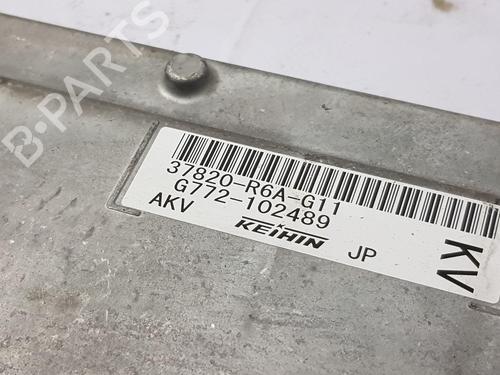 B-PARTS
37820-R6A-G11
G772-102489
AKV
KEIHIN
JP
KV